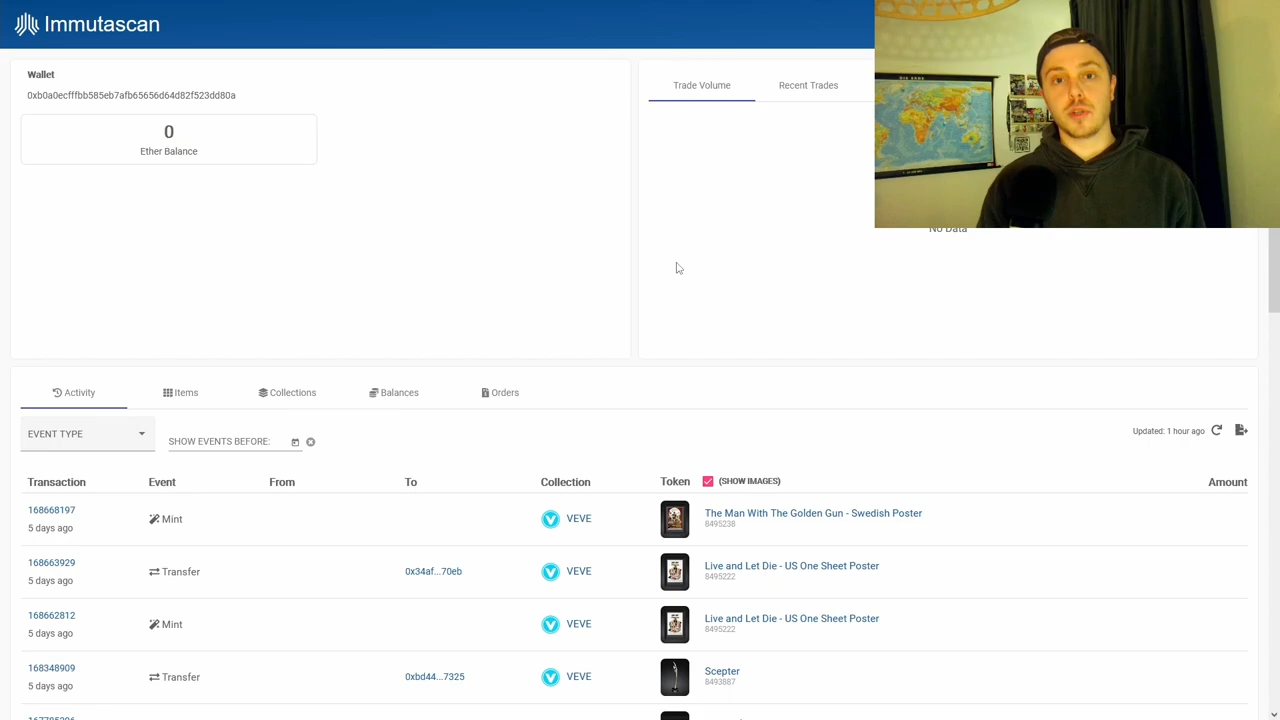 Immutascan
Wallet
0xb0a0ecfffbb585eb7afb65656d64d82f523dd80a
0
Ether Balance
Trade Volume
Recent Trades
No Data
Activity
Items
Collections
Balances
Orders
EVENT TYPE
SHOW EVENTS BEFORE:
Updated: 1 hour ago
Transaction Event From To Collection Token (SHOW IMAGES) Amount
168668197
5 days ago
Mint
VEVE
The Man With The Golden Gun - Swedish Poster
8495238
168663929
5 days ago
Transfer
0x34af...70eb
VEVE
Live and Let Die - US One Sheet Poster
8495222
168662812
5 days ago
Mint
VEVE
Live and Let Die - US One Sheet Poster
8495222
168348909
5 days ago
Transfer
0xbd44...7325
VEVE
Scepter
8493887
DIE ERDE